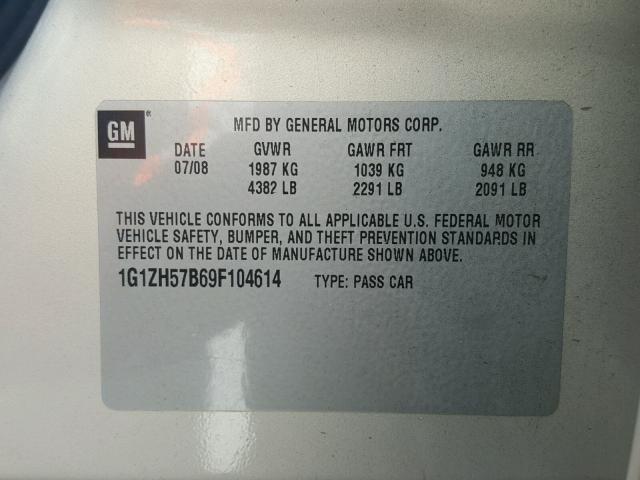 GM® MFD BY GENERAL MOTORS CORP.
DATE GVWR GAWR FRT GAWR RR
07/08 1987 KG 1039 KG 948 KG
4382 LB 2291 LB 2091 LB
THIS VEHICLE CONFORMS TO ALL APPLICABLE U.S. FEDERAL MOTOR
VEHICLE SAFETY, BUMPER, AND THEFT PREVENTION STANDARDS IN
EFFECT ON THE DATE OF MANUFACTURE SHOWN ABOVE.
1G1ZH57B69F104614 TYPE: PASS CAR